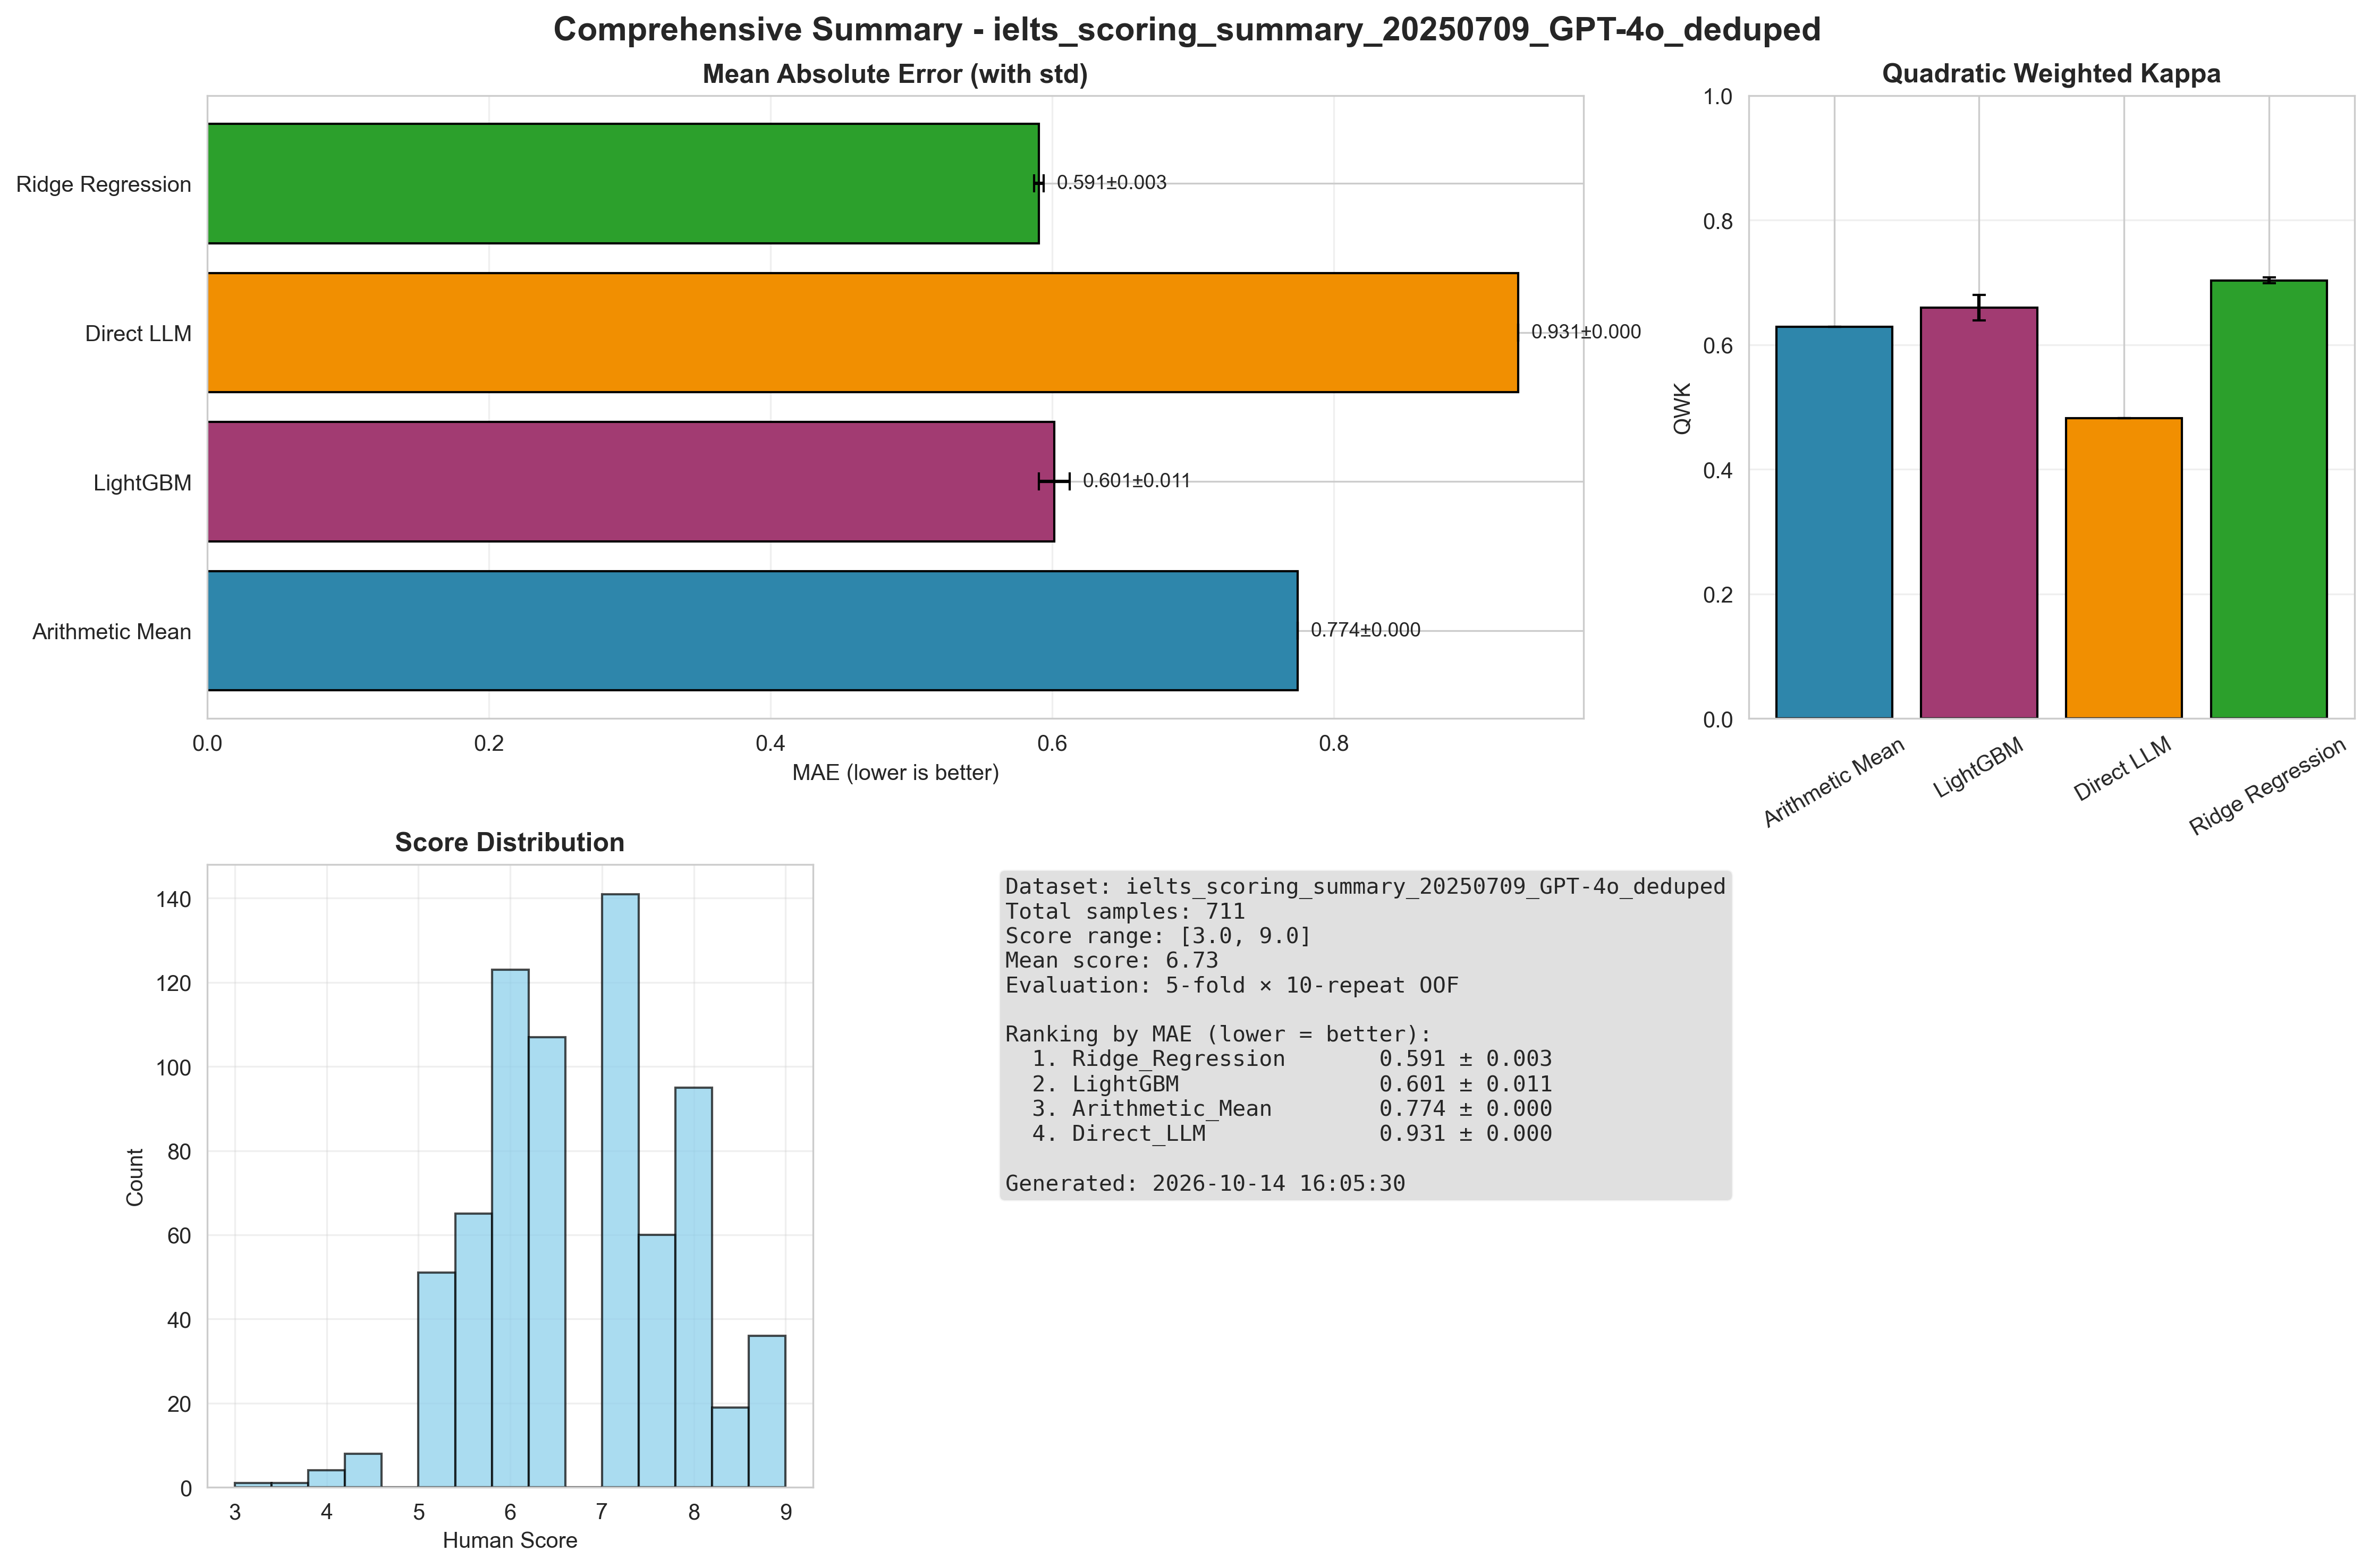 Comprehensive Summary - ielts_scoring_summary_20250709_GPT-4o_deduped
Mean Absolute Error (with std)
Ridge Regression
0.591±0.003
Direct LLM
0.931±0.000
LightGBM
0.601±0.011
Arithmetic Mean
0.774±0.000
0.0 0.2 0.4 0.6 0.8
MAE (lower is better)
Quadratic Weighted Kappa
1.0
0.8
0.6
0.4
0.2
0.0
QWK
Arithmetic Mean
LightGBM
Direct LLM
Ridge Regression
Score Distribution
140
120
100
80
60
40
20
0
Count
3 4 5 6 7 8 9
Human Score
Dataset: ielts_scoring_summary_20250709_GPT-4o_deduped
Total samples: 711
Score range: [3.0, 9.0]
Mean score: 6.73
Evaluation: 5-fold × 10-repeat OOF
Ranking by MAE (lower = better):
1. Ridge_Regression 0.591 ± 0.003
2. LightGBM 0.601 ± 0.011
3. Arithmetic_Mean 0.774 ± 0.000
4. Direct_LLM 0.931 ± 0.000
Generated: 2026-10-14 16:05:30